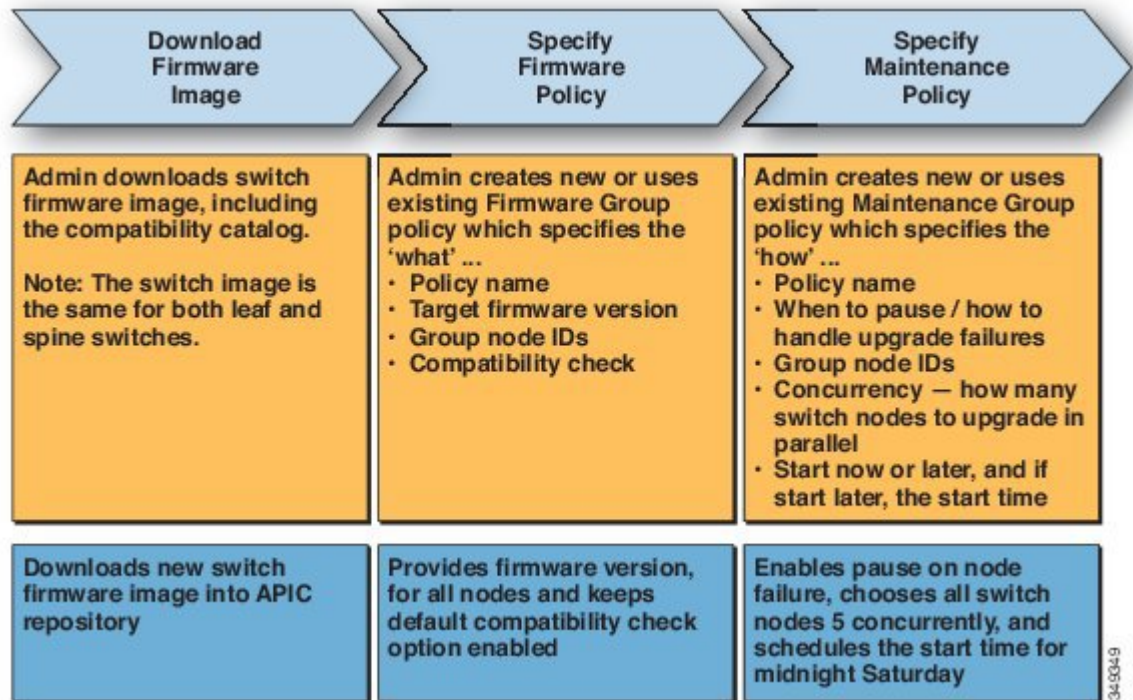 Download
Firmware
Image
Specify
Firmware
Policy
Specify
Maintenance
Policy
Admin downloads switch
firmware image, including
the compatibility catalog.
Note: The switch image is
the same for both leaf and
spine switches.
Admin creates new or uses
existing Firmware Group
policy which specifies the
‘what’ ...
• Policy name
• Target firmware version
• Group node IDs
• Compatibility check
Admin creates new or uses
existing Maintenance Group
policy which specifies the
‘how’ ...
• Policy name
• When to pause / how to
handle upgrade failures
• Group node IDs
• Concurrency — how many
switch nodes to upgrade in
parallel
• Start now or later, and if
start later, the start time
Downloads new switch
firmware image into APIC
repository
Provides firmware version,
for all nodes and keeps
default compatibility check
option enabled
Enables pause on node
failure, chooses all switch
nodes 5 concurrently, and
schedules the start time for
midnight Saturday
349349